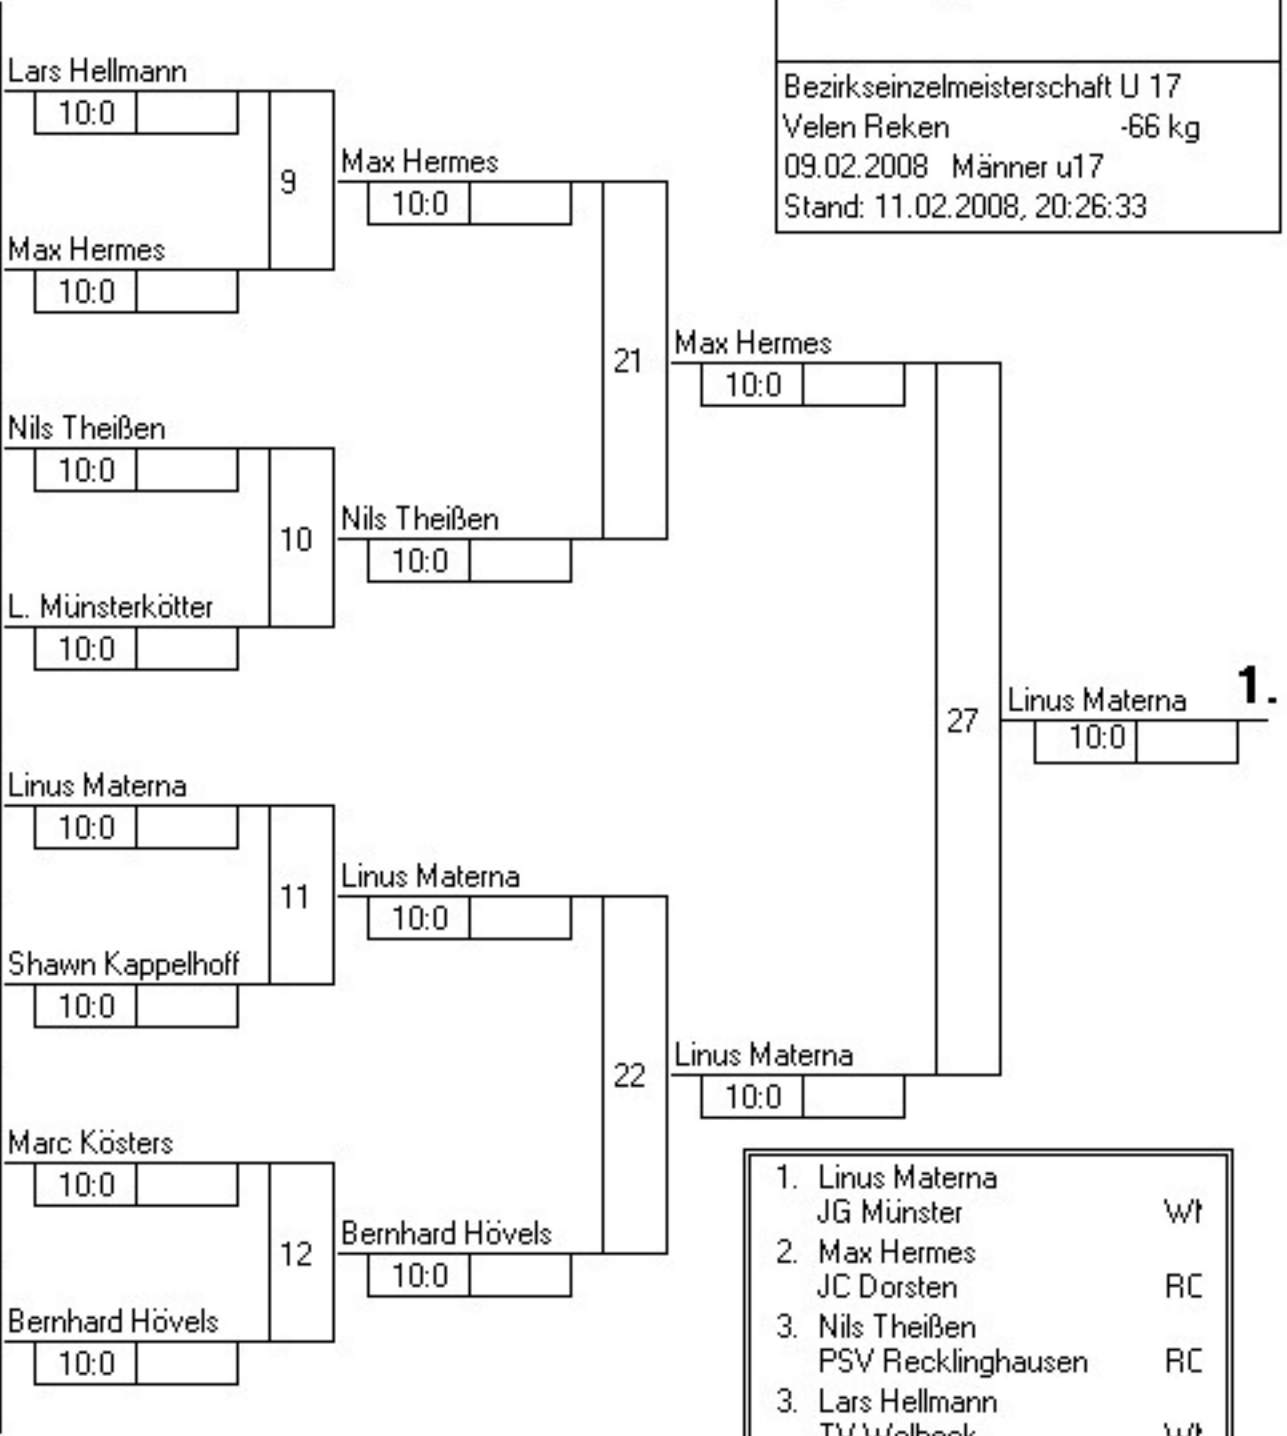 Bezirkseinzelmeisterschaft U 17
Velen Reken -66 kg
09.02.2008 Männer u17
Stand: 11.02.2008, 20:26:33
Lars Hellmann
10:0
9
Max Hermes
10:0
Max Hermes
10:0
21
Max Hermes
10:0
Nils Theißen
10:0
10
Nils Theißen
10:0
L. Münsterkötter
10:0
27
Linus Materna 1.
10:0
Linus Materna
10:0
11
Linus Materna
10:0
Shawn Kappelhoff
10:0
22
Linus Materna
10:0
Marc Kösters
10:0
12
Bernhard Hövels
10:0
Bernhard Hövels
10:0
1. Linus Materna
JG Münster
2. Max Hermes
JC Dorsten
3. Nils Theißen
PSV Recklinghausen
3. Lars Hellmann